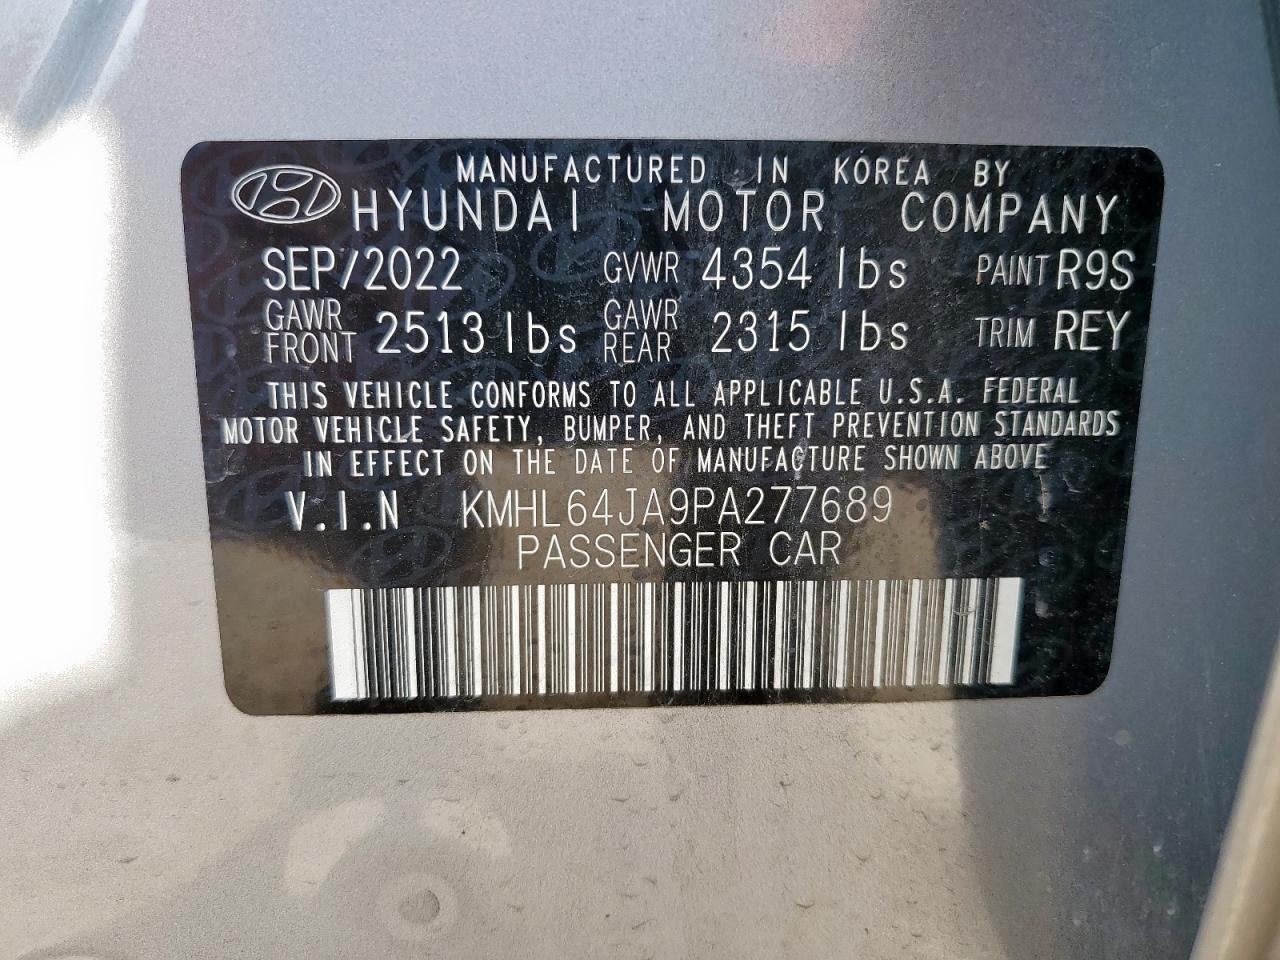 MANUFACTURED IN KOREA BY
HYUNDAI MOTOR COMPANY
SEP/2022 GVWR 4354 lbs PAINT R9S
GAWR FRONT 2513 lbs GAWR REAR 2315 lbs TRIM REY
THIS VEHICLE CONFORMS TO ALL APPLICABLE U.S.A. FEDERAL
MOTOR VEHICLE SAFETY, BUMPER, AND THEFT PREVENTION STANDARDS
IN EFFECT ON THE DATE OF MANUFACTURE SHOWN ABOVE
V.I.N KMHL64JA9PA277689
PASSENGER CAR